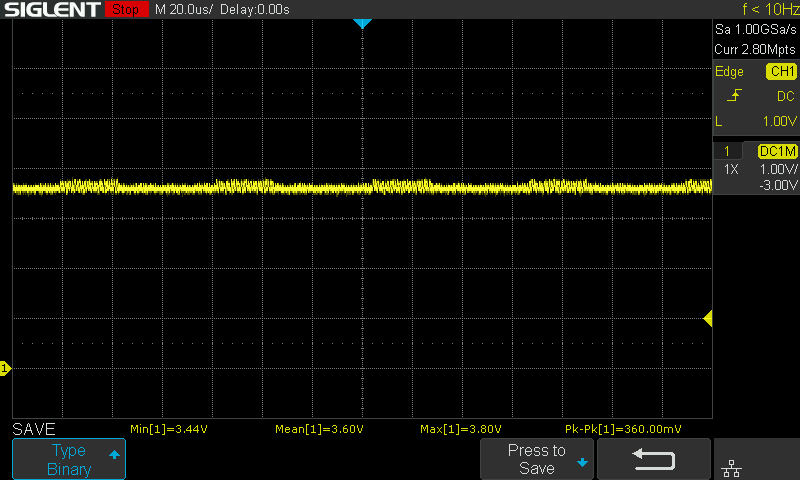 SIGLENT Stop M 20.0us/ Delay:0.00s f < 10Hz
Sa 1.00GSa/s
Curr 2.80Mpts
Edge CH1
DC
L 1.00V
1 DC1M
1X 1.00V/
-3.00V
1
SAVE Min[1]=3.44V Mean[1]=3.60V Max[1]=3.80V Pk-Pk[1]=360.00mV
Type
Binary
Press to
Save